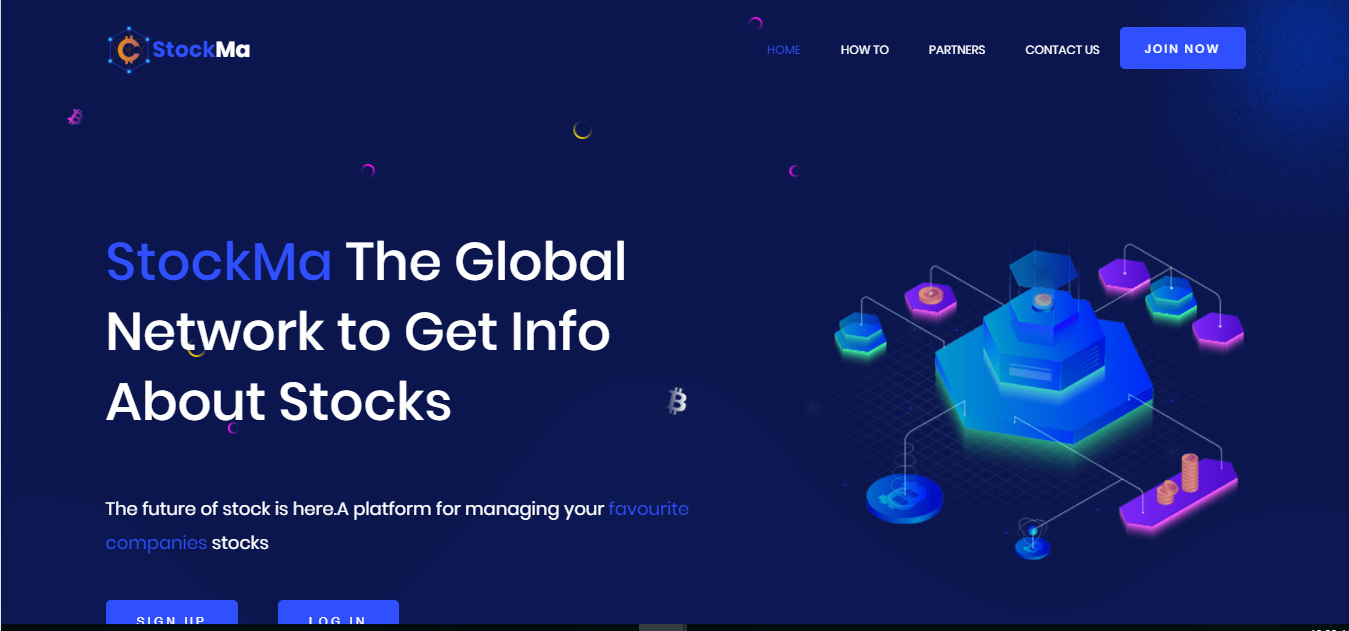 StockMa
HOME
HOW TO
PARTNERS
CONTACT US
JOIN NOW
StockMa The Global
Network to Get Info
About Stocks
The future of stock is here.A platform for managing your favourite
companies stocks
SIGN UP
LOG IN